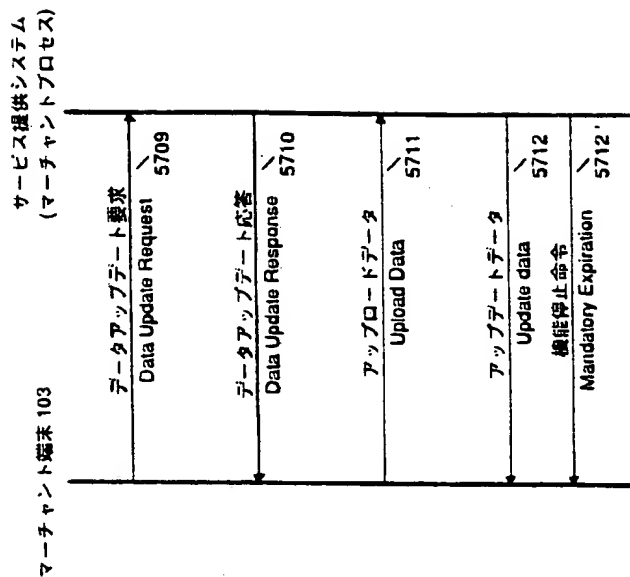 サービス提供システム
(マーチャントプロセス)
マーチャント端末 103
データアップデート要求
Data Update Request
5709
データアップデート応答
Data Update Response
5710
アップロードデータ
Upload Data
5711
アップデートデータ
Update data
5712
機能停止命令
Mandatory Expiration
5712'